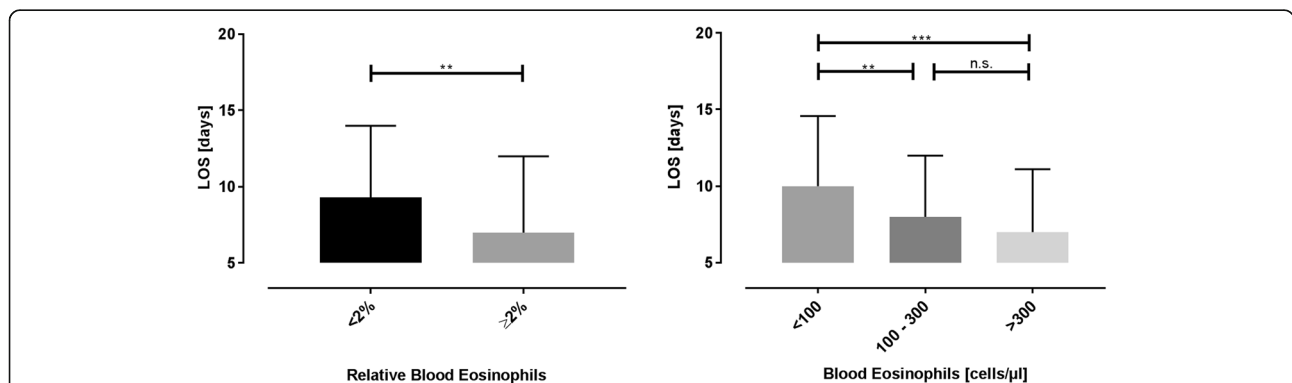 20
15
10
5
LOS [days]
**
<2%
≥2%
Relative Blood Eosinophils
20
15
10
5
LOS [days]
***
**
n.s.
<100
100 - 300
>300
Blood Eosinophils [cells/µl]